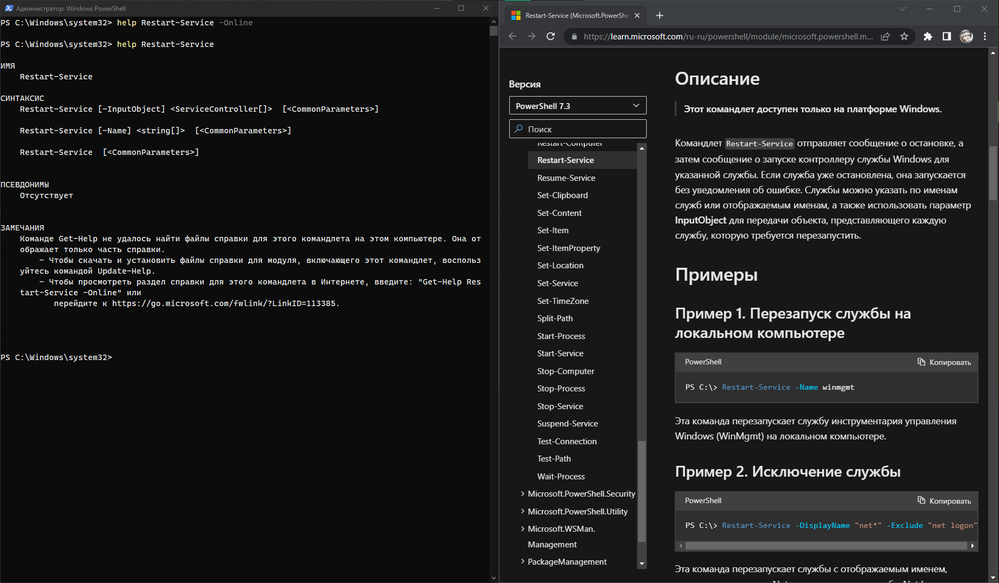 Администратор: Windows PowerShell
PS C:\Windows\system32> help Restart-Service -Online
PS C:\Windows\system32> help Restart-Service
ИМЯ
Restart-Service
СИНТАКСИС
Restart-Service [-InputObject] <ServiceController[]>  [<CommonParameters>]
Restart-Service [-Name] <string[]>  [<CommonParameters>]
Restart-Service  [<CommonParameters>]
ПСЕВДОНИМЫ
Отсутствует
ЗАМЕЧАНИЯ
Команде Get-Help не удалось найти файлы справки для этого командлета на этом компьютере. Она от
ображает только часть справки.
- Чтобы скачать и установить файлы справки для модуля, включающего этот командлет, воспольз
уйтесь командой Update-Help.
- Чтобы просмотреть раздел справки для этого командлета в Интернете, введите: "Get-Help Res
tart-Service -Online" или
перейдите к https://go.microsoft.com/fwlink/?LinkID=113385.
PS C:\Windows\system32>
Restart-Service (Microsoft.PowerShe
https://learn.microsoft.com/ru-ru/powershell/module/microsoft.powershell.m...
Версия
PowerShell 7.3
Поиск
Restart-Computer
Restart-Service
Resume-Service
Set-Clipboard
Set-Content
Set-Item
Set-ItemProperty
Set-Location
Set-Service
Set-TimeZone
Split-Path
Start-Process
Start-Service
Stop-Computer
Stop-Process
Stop-Service
Suspend-Service
Test-Connection
Test-Path
Wait-Process
Microsoft.PowerShell.Security
Microsoft.PowerShell.Utility
Microsoft.WSMan.
Management
PackageManagement
Описание
Этот командлет доступен только на платформе Windows.
Командлет Restart-Service отправляет сообщение о остановке, а
затем сообщение о запуске контроллеру службы Windows для
указанной службы. Если служба уже остановлена, она запускается
без уведомления об ошибке. Службы можно указать по именам
служб или отображаемым именам, а также использовать параметр
InputObject для передачи объекта, представляющего каждую
службу, которую требуется перезапустить.
Примеры
Пример 1. Перезапуск службы на
локальном компьютере
PowerShell
Копировать
PS C:\> Restart-Service -Name winmgmt
Эта команда перезапускает службу инструментария управления
Windows (WinMgmt) на локальном компьютере.
Пример 2. Исключение службы
PowerShell
Копировать
PS C:\> Restart-Service -DisplayName "net*" -Exclude "net logon"
Эта команда перезапускает службы с отображаемым именем,